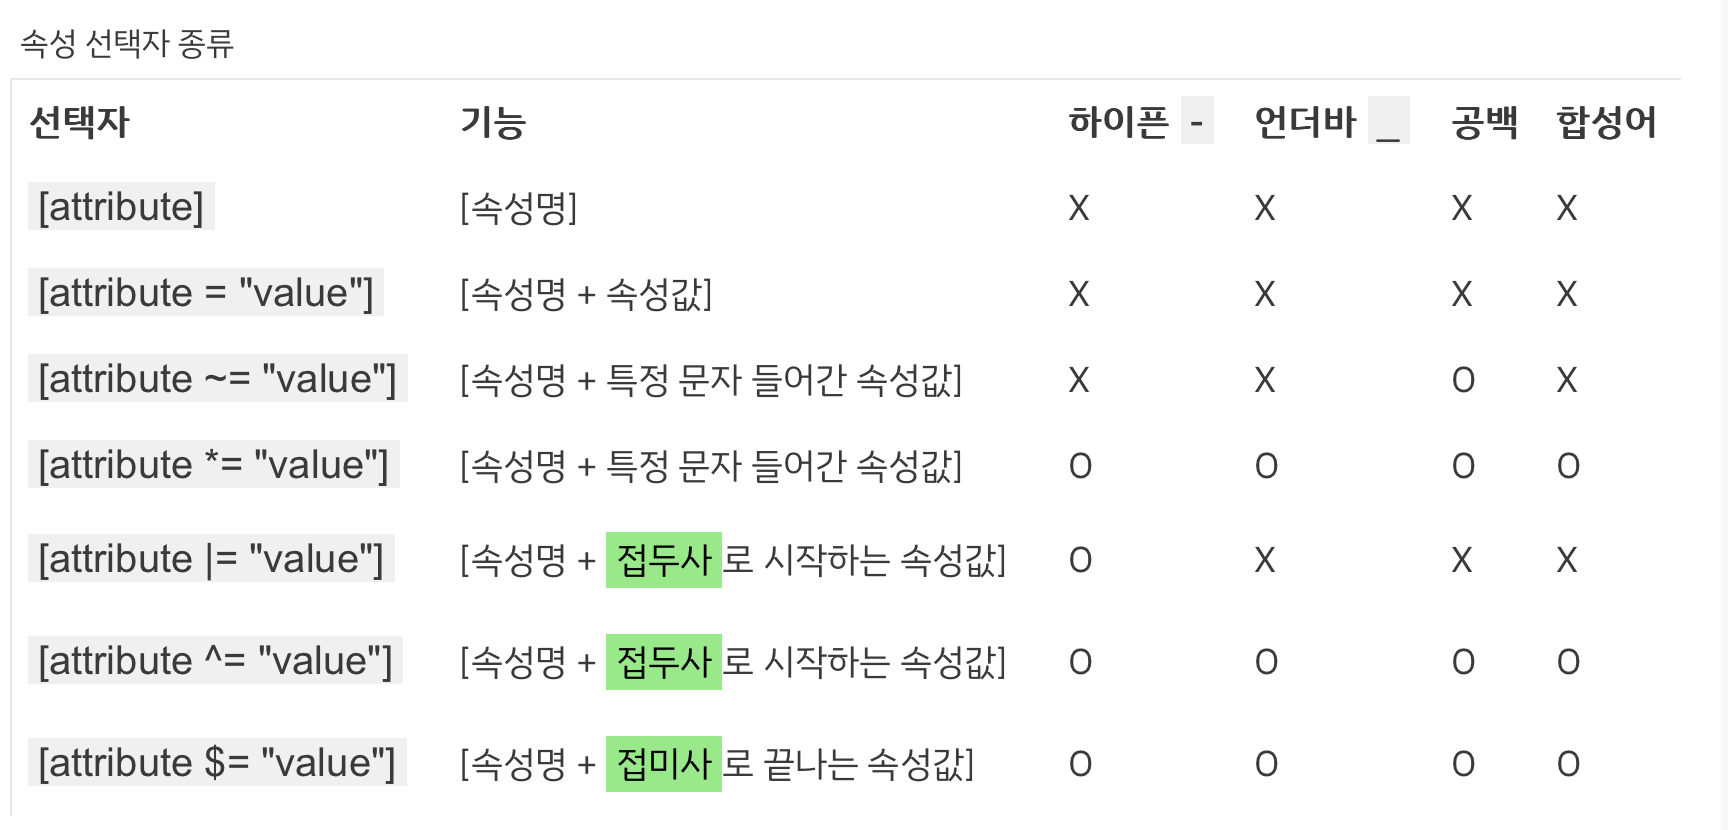 속성 선택자 종류
선택자 기능 하이픈 - 언더바 _ 공백 합성어
[attribute] [속성명] X X X X
[attribute = "value"] [속성명 + 속성값] X X X X
[attribute ~= "value"] [속성명 + 특정 문자 들어간 속성값] X X O X
[attribute *= "value"] [속성명 + 특정 문자 들어간 속성값] O O O O
[attribute |= "value"] [속성명 + 접두사로 시작하는 속성값] O X X X
[attribute ^= "value"] [속성명 + 접두사로 시작하는 속성값] O O O O
[attribute $= "value"] [속성명 + 접미사로 끝나는 속성값] O O O O